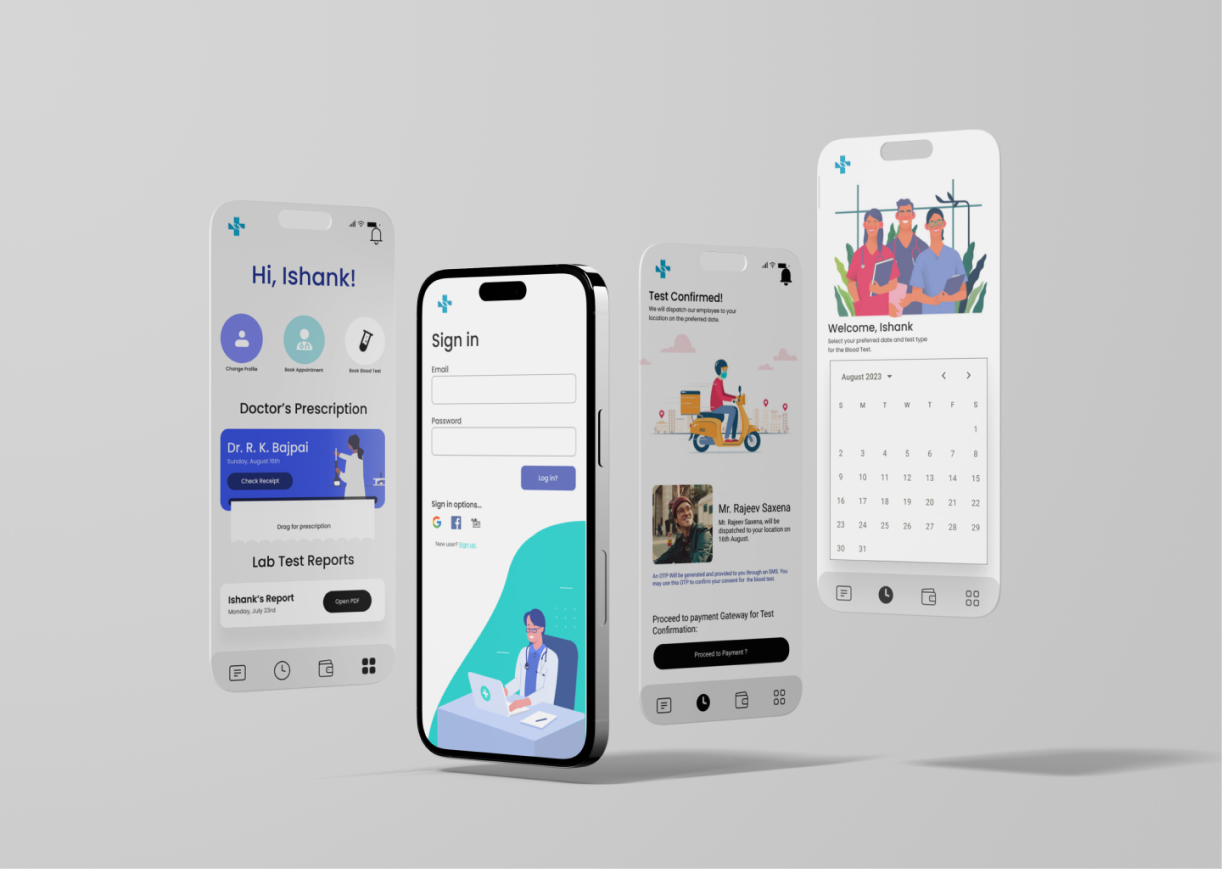 Hi, Ishank!
Change Profile
Book Appointment
Book Blood Test
Doctor's Prescription
Dr. R. K. Bajpai
Sunday, August 16th
Check Receipt
Drag for prescription
Lab Test Reports
Ishank's Report
Monday, July 23rd
Open PDF
Sign in
Email
Password
Log in?
Sign in options...
New user? Sign up.
Test Confirmed!
We will dispatch our employee to your
location on the preferred date.
Mr. Rajeev Saxena
Mr. Rajeev Saxena, will be
dispatched to your location on
16th August.
An OTP Will be generated and provided to you through an SMS. You
may use this OTP to confirm your consent for the blood test.
Proceed to payment Gateway for Test
Confirmation:
Proceed to Payment ?
Welcome, Ishank
Select your preferred date and test type
for the Blood Test.
August 2023
S M T W T F S
1
2 3 4 5 6 7 8
9 10 11 12 13 14 15
16 17 18 19 20 21 22
23 24 25 26 27 28 29
30 31